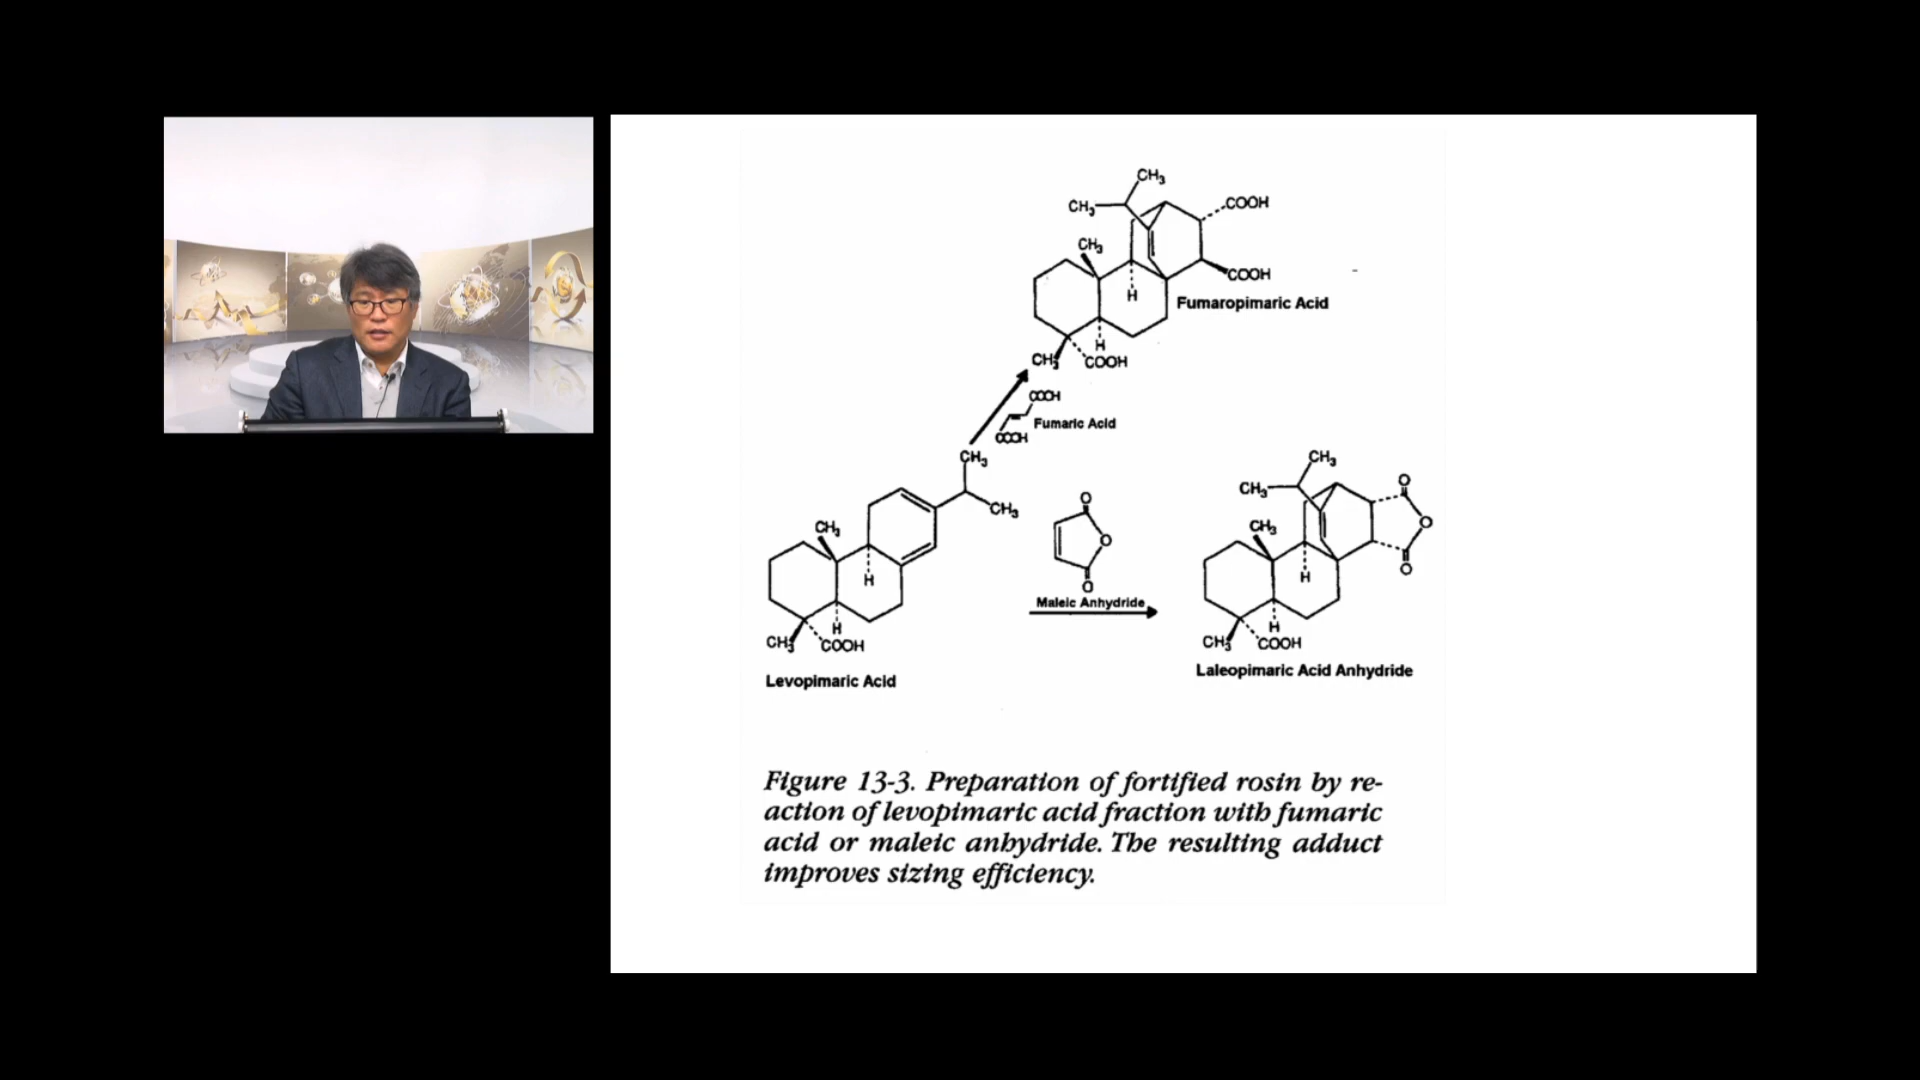 CH3
CH3
COOH
CH3
COOH
H
Fumaropimaric Acid
H
CH3
COOH
COOH
Fumaric Acid
COOH
CH3
CH3
CH3
H
H
CH3
COOH
Levopimaric Acid
O
O
O
Maleic Anhydride
CH3
CH3
O
CH3
O
O
H
H
CH3
COOH
Laleopimaric Acid Anhydride
Figure 13-3. Preparation of fortified rosin by re-
action of levopimaric acid fraction with fumaric
acid or maleic anhydride. The resulting adduct
improves sizing efficiency.